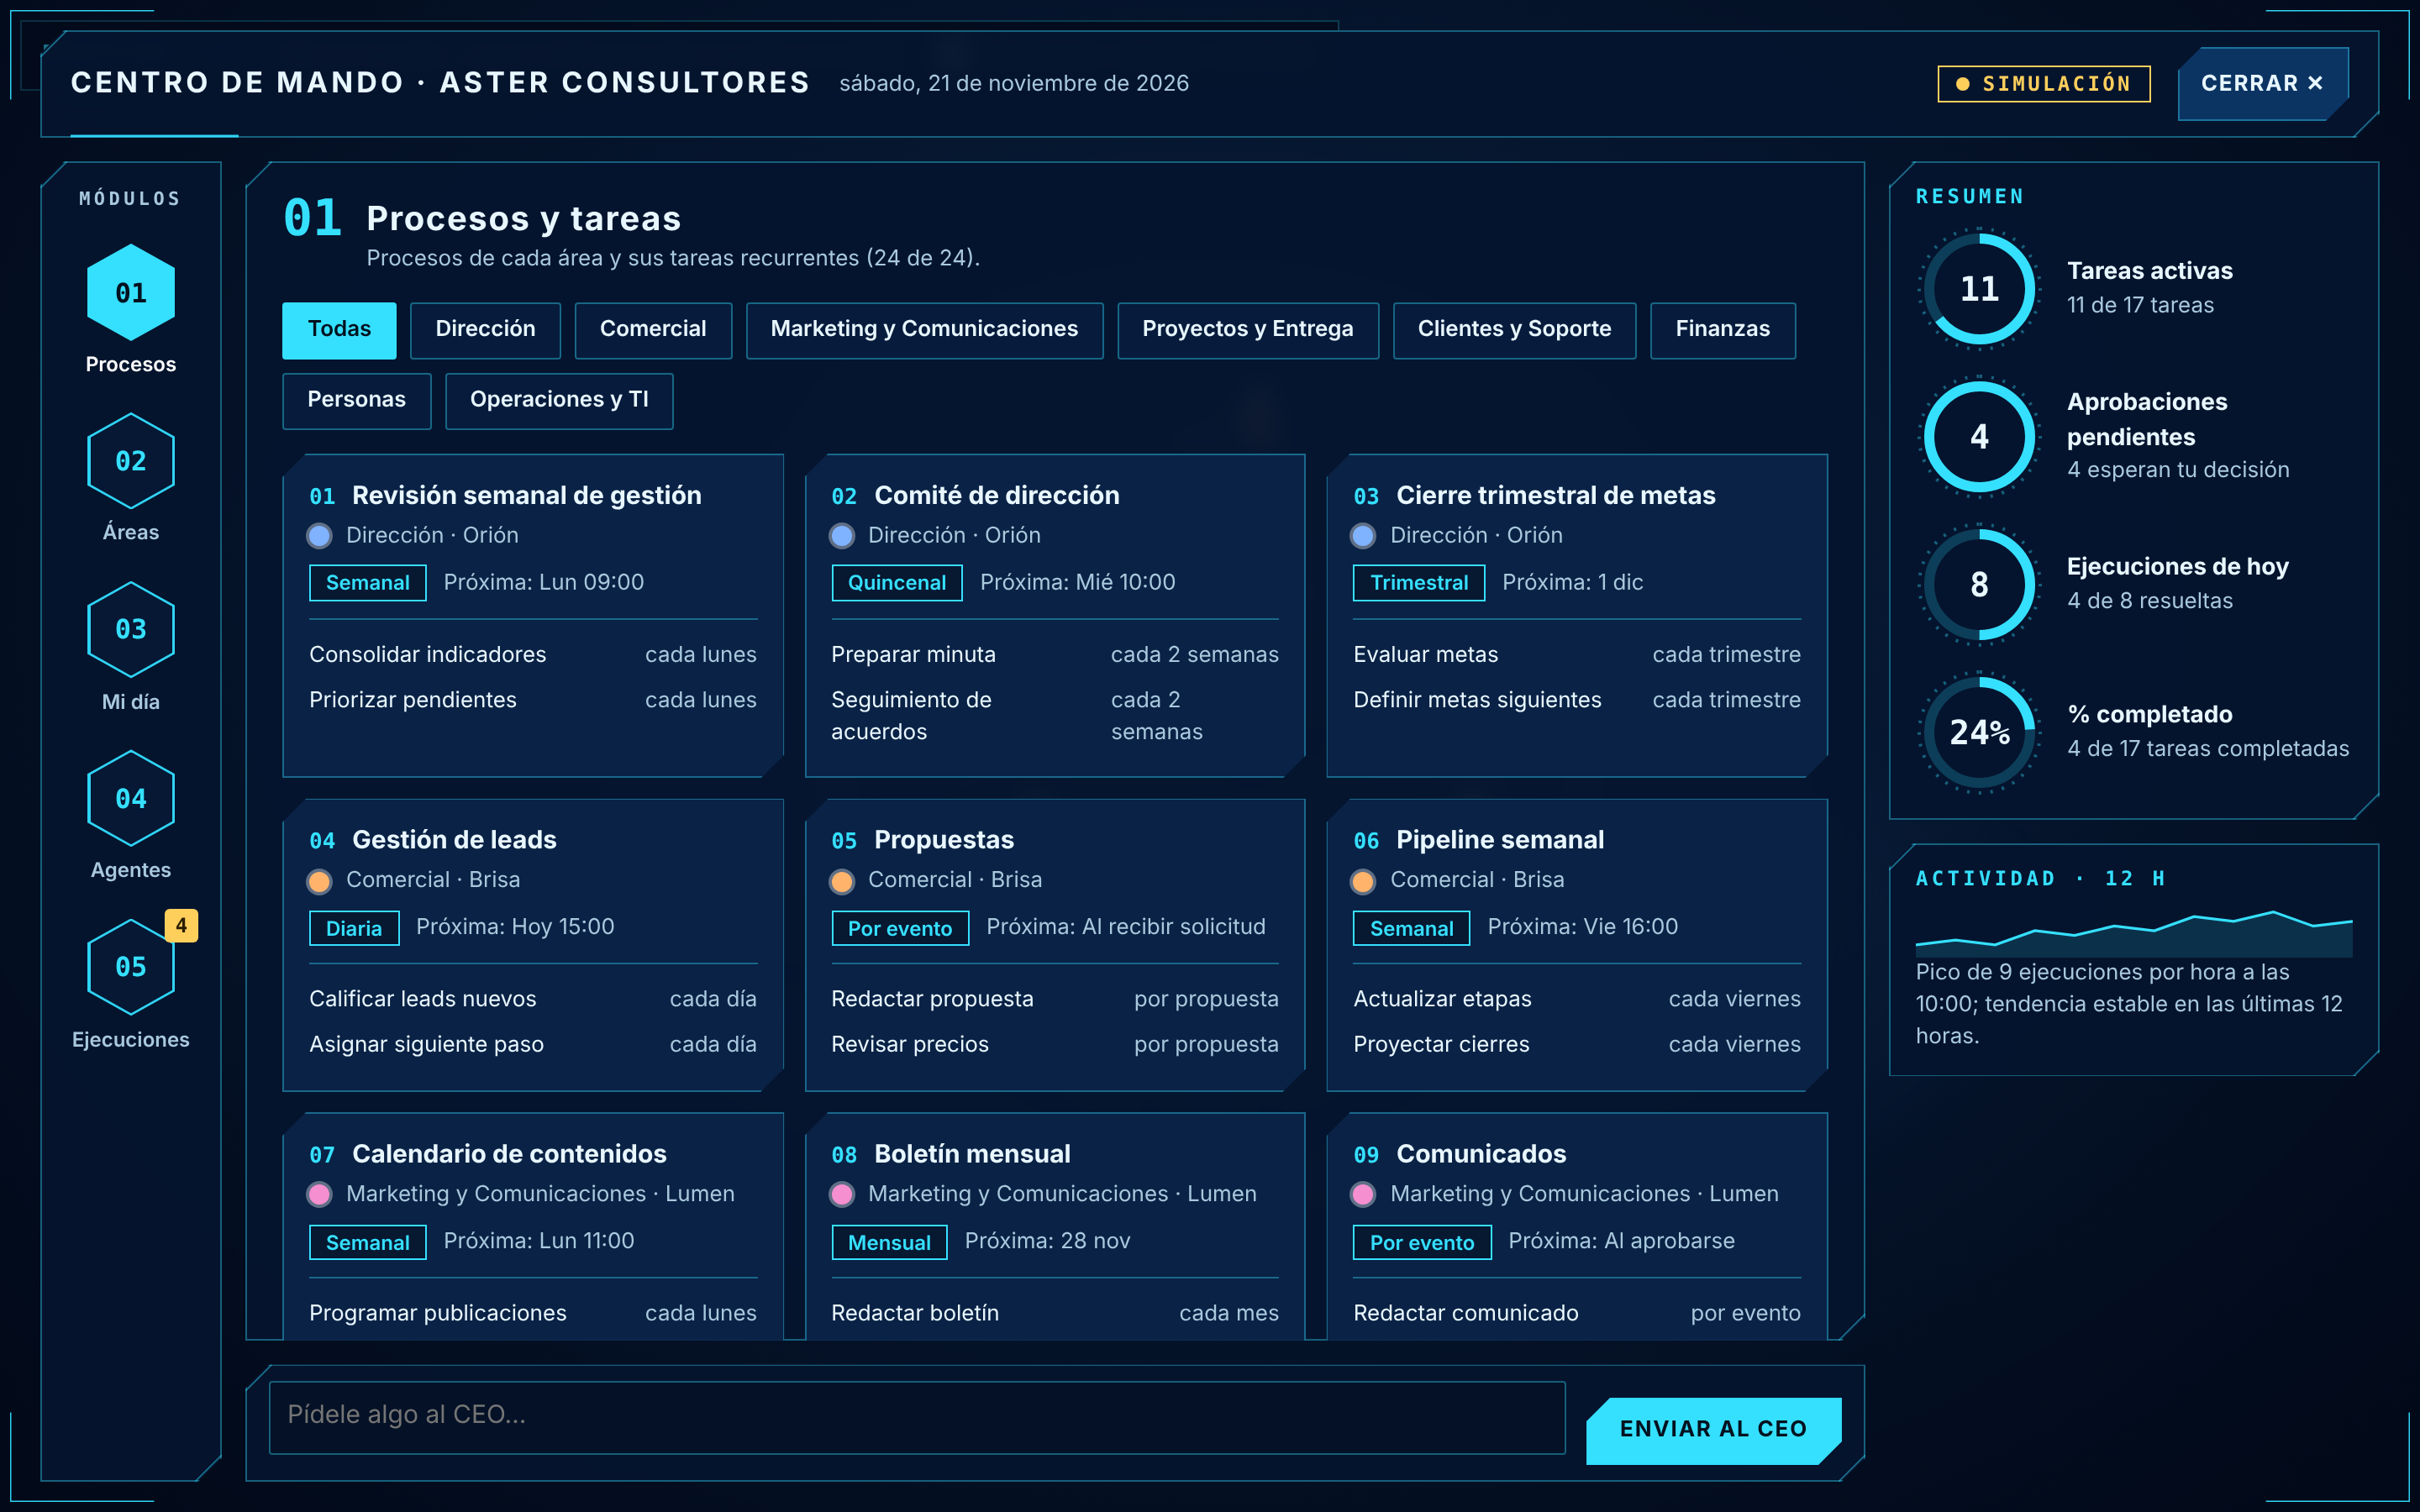 CENTRO DE MANDO · ASTER CONSULTORES
sábado, 21 de noviembre de 2026
SIMULACIÓN
CERRAR ✕
MÓDULOS
01
Procesos
02
Áreas
03
Mi día
04
Agentes
4
05
Ejecuciones
01 Procesos y tareas
Procesos de cada área y sus tareas recurrentes (24 de 24).
Todas
Dirección
Comercial
Marketing y Comunicaciones
Proyectos y Entrega
Clientes y Soporte
Finanzas
Personas
Operaciones y TI
01 Revisión semanal de gestión
Dirección · Orión
Semanal Próxima: Lun 09:00
Consolidar indicadores cada lunes
Priorizar pendientes cada lunes
02 Comité de dirección
Dirección · Orión
Quincenal Próxima: Mié 10:00
Preparar minuta cada 2 semanas
Seguimiento de cada 2
acuerdos semanas
03 Cierre trimestral de metas
Dirección · Orión
Trimestral Próxima: 1 dic
Evaluar metas cada trimestre
Definir metas siguientes cada trimestre
04 Gestión de leads
Comercial · Brisa
Diaria Próxima: Hoy 15:00
Calificar leads nuevos cada día
Asignar siguiente paso cada día
05 Propuestas
Comercial · Brisa
Por evento Próxima: Al recibir solicitud
Redactar propuesta por propuesta
Revisar precios por propuesta
06 Pipeline semanal
Comercial · Brisa
Semanal Próxima: Vie 16:00
Actualizar etapas cada viernes
Proyectar cierres cada viernes
07 Calendario de contenidos
Marketing y Comunicaciones · Lumen
Semanal Próxima: Lun 11:00
Programar publicaciones cada lunes
08 Boletín mensual
Marketing y Comunicaciones · Lumen
Mensual Próxima: 28 nov
Redactar boletín cada mes
09 Comunicados
Marketing y Comunicaciones · Lumen
Por evento Próxima: Al aprobarse
Redactar comunicado por evento
Pídele algo al CEO...
ENVIAR AL CEO
RESUMEN
11
Tareas activas
11 de 17 tareas
4
Aprobaciones
pendientes
4 esperan tu decisión
8
Ejecuciones de hoy
4 de 8 resueltas
24%
% completado
4 de 17 tareas completadas
ACTIVIDAD · 12 H
Pico de 9 ejecuciones por hora a las
10:00; tendencia estable en las últimas 12
horas.